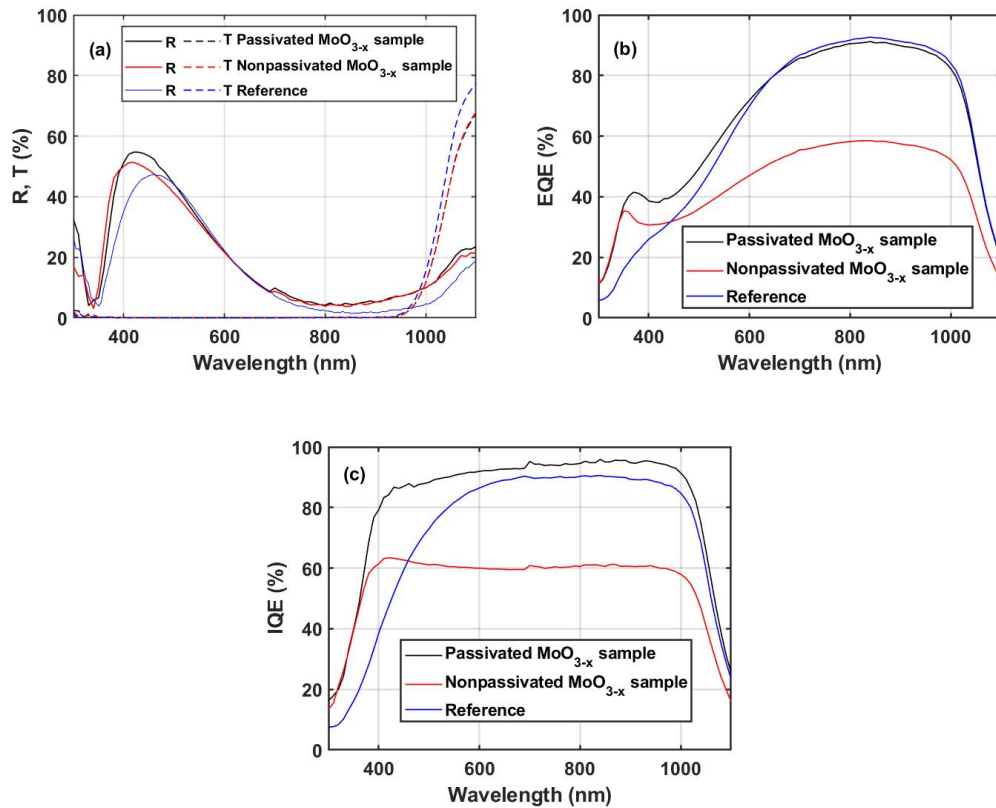 (a)
R T Passivated MoO3-x sample
R T Nonpassivated MoO3-x sample
R T Reference
R, T (%)
100
80
60
40
20
0
400 600 800 1000
Wavelength (nm)
(b)
EQE (%)
100
80
60
40
20
0
Passivated MoO3-x sample
Nonpassivated MoO3-x sample
Reference
400 600 800 1000
Wavelength (nm)
(c)
IQE (%)
100
80
60
40
20
0
Passivated MoO3-x sample
Nonpassivated MoO3-x sample
Reference
400 600 800 1000
Wavelength (nm)